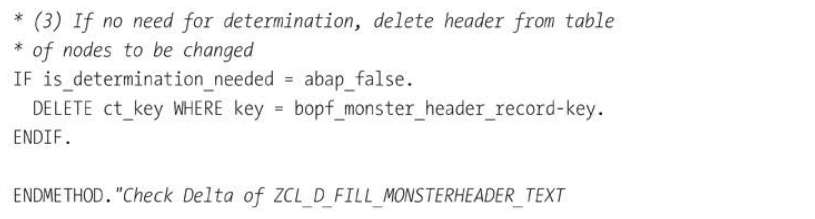 * (3) If no need for determination, delete header from table
* of nodes to be changed
IF is_determination_needed = abap_false.
  DELETE ct_key WHERE key = bopf_monster_header_record-key.
ENDIF.

ENDMETHOD."Check Delta of ZCL_D_FILL_MONSTERHEADER_TEXT